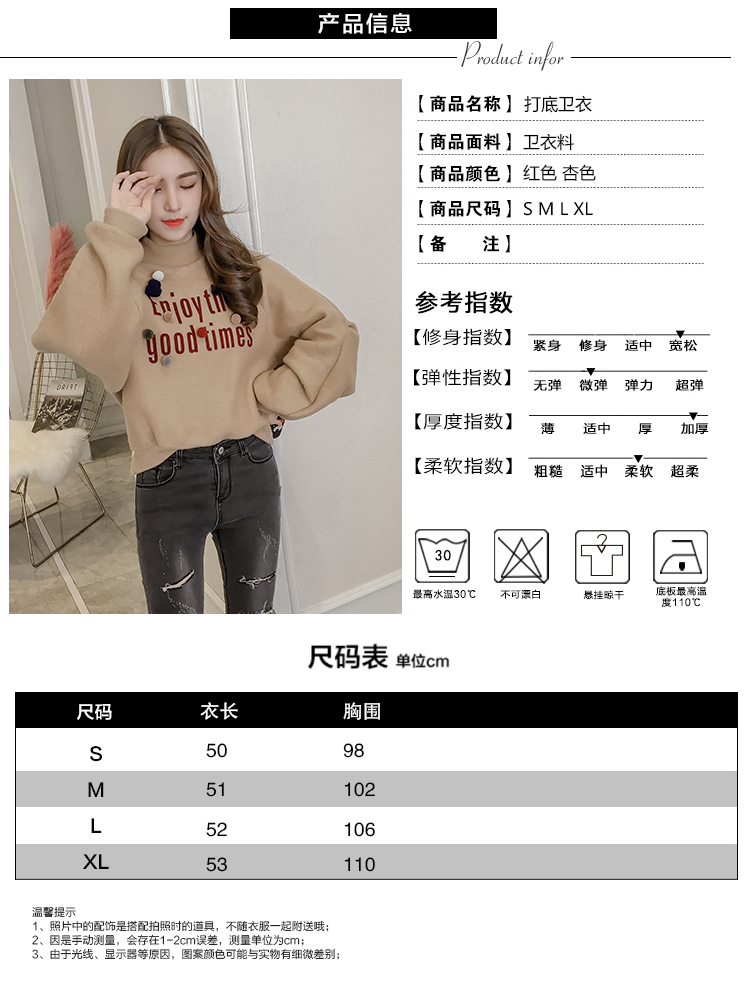 产品信息
Product infor
【商品名称】打底卫衣
【商品面料】卫衣料
【商品颜色】红色 杏色
【商品尺码】S M L XL
【备 注】
Enjoy the
good times
参考指数
【修身指数】 紧身 修身 适中 宽松
【弹性指数】 无弹 微弹 弹力 超弹
【厚度指数】 薄 适中 厚 加厚
【柔软指数】 粗糙 适中 柔软 超柔
30
最高水温30℃ 不可漂白 悬挂晾干 底板最高温
度110℃
尺码表 单位cm
尺码 衣长 胸围
S 50 98
M 51 102
L 52 106
XL 53 110
温馨提示
1、照片中的配饰是搭配拍照时的道具，不随衣服一起附送哦；
2、因是手动测量，会存在1-2cm误差，测量单位为cm；
3、由于光线、显示器等原因，图案颜色可能与实物有细微差别；